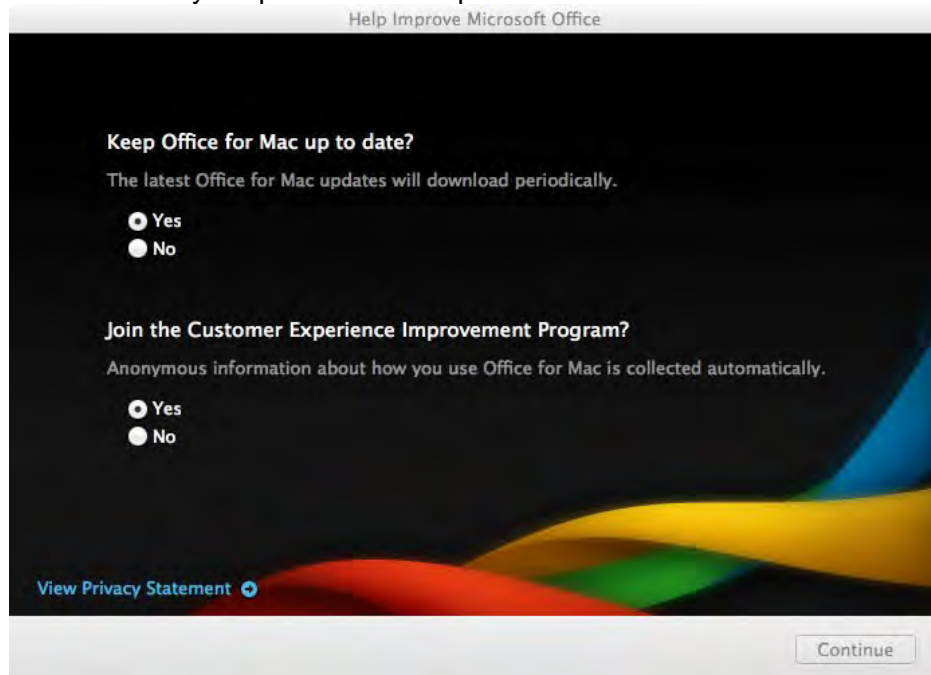 Help Improve Microsoft Office
Keep Office for Mac up to date?
The latest Office for Mac updates will download periodically.
Yes
No
Join the Customer Experience Improvement Program?
Anonymous information about how you use Office for Mac is collected automatically.
Yes
No
View Privacy Statement
Continue